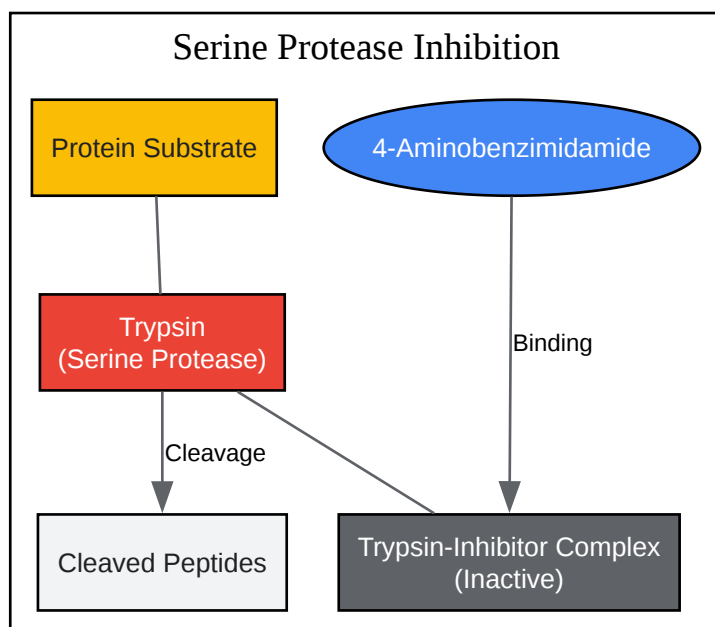 Serine Protease Inhibition
Protein Substrate
4-Aminobenzimidamide
Trypsin
(Serine Protease)
Binding
Cleavage
Cleaved Peptides
Trypsin-Inhibitor Complex
(Inactive)